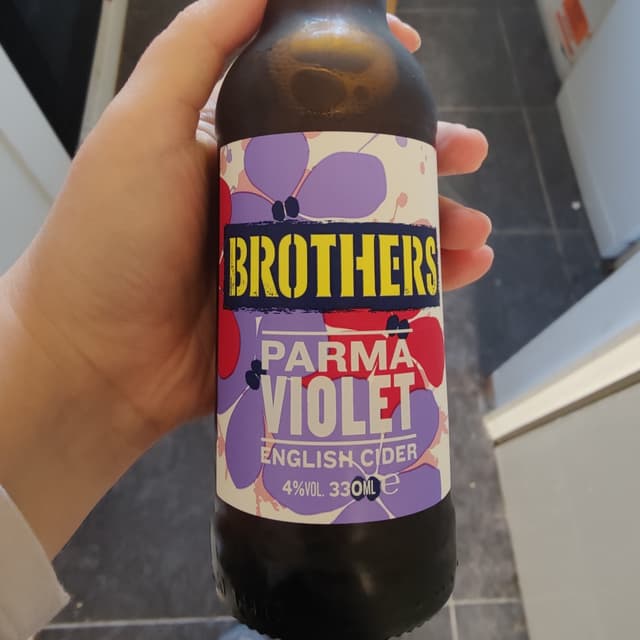 BROTHERS
PARMA
VIOLET
ENGLISH CIDER
4%VOL. 330ML e